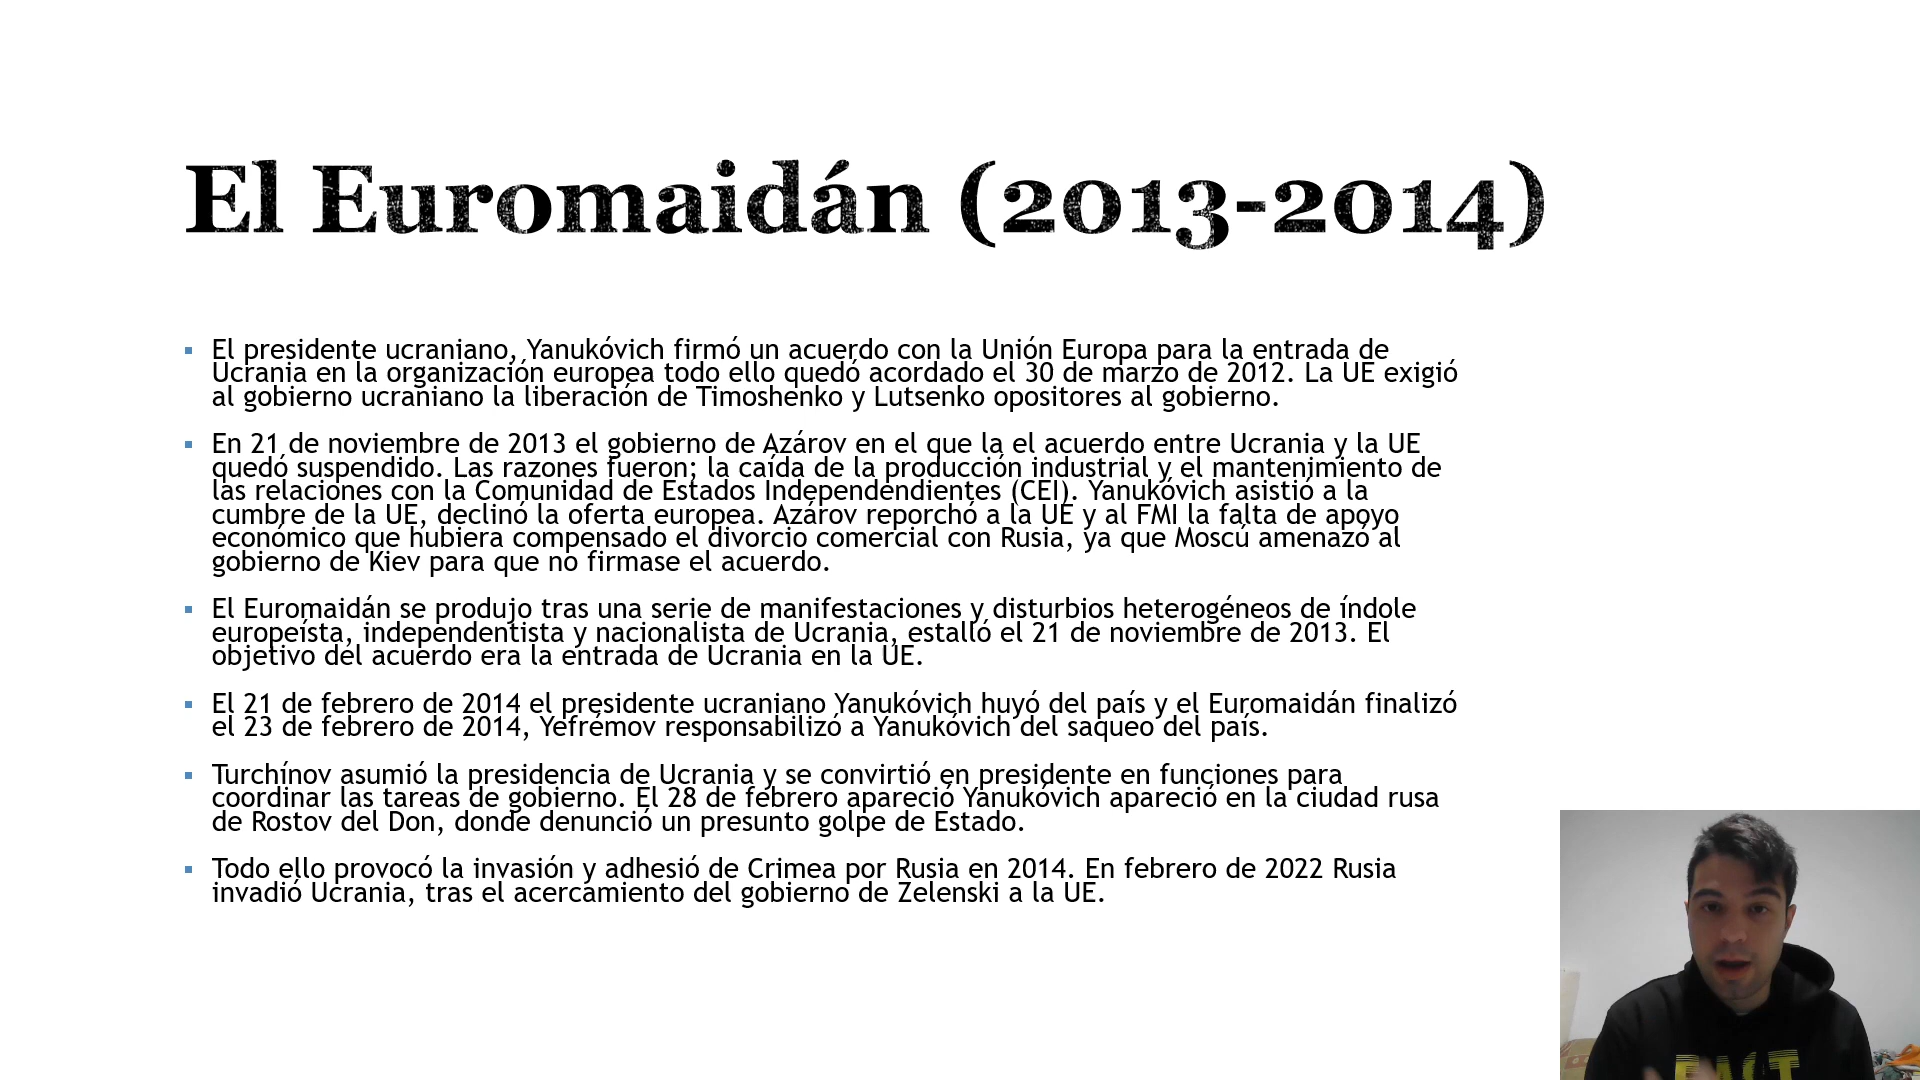 El Euromaidán (2013-2014)
El presidente ucraniano, Yanukóvich firmó un acuerdo con la Unión Europa para la entrada de
Ucrania en la organización europea todo ello quedó acordado el 30 de marzo de 2012. La UE exigió
al gobierno ucraniano la liberación de Timoshenko y Lutsenko opositores al gobierno.
En 21 de noviembre de 2013 el gobierno de Azárov en el que la el acuerdo entre Ucrania y la UE
quedó suspendido. Las razones fueron; la caída de la producción industrial y el mantenimiento de
las relaciones con la Comunidad de Estados Independendientes (CEI). Yanukóvich asistió a la
cumbre de la UE, declinó la oferta europea. Azárov reporchó a la UE y al FMI la falta de apoyo
económico que hubiera compensado el divorcio comercial con Rusia, ya que Moscú amenazó al
gobierno de Kiev para que no firmase el acuerdo.
El Euromaidán se produjo tras una serie de manifestaciones y disturbios heterogéneos de índole
europeísta, independentista y nacionalista de Ucrania, estalló el 21 de noviembre de 2013. El
objetivo del acuerdo era la entrada de Ucrania en la UE.
El 21 de febrero de 2014 el presidente ucraniano Yanukóvich huyó del país y el Euromaidán finalizó
el 23 de febrero de 2014, Yefrémov responsabilizó a Yanukóvich del saqueo del país.
Turchínov asumió la presidencia de Ucrania y se convirtió en presidente en funciones para
coordinar las tareas de gobierno. El 28 de febrero apareció Yanukóvich apareció en la ciudad rusa
de Rostov del Don, donde denunció un presunto golpe de Estado.
Todo ello provocó la invasión y adhesió de Crimea por Rusia en 2014. En febrero de 2022 Rusia
invadió Ucrania, tras el acercamiento del gobierno de Zelenski a la UE.